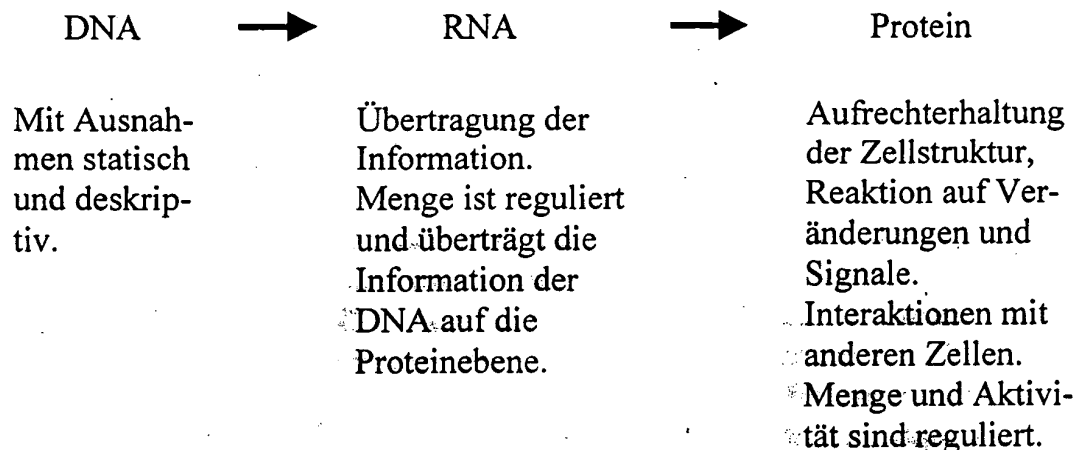 DNA → RNA → Protein
Mit Ausnah-
men statisch
und deskrip-
tiv.
Übertragung der
Information.
Menge ist reguliert
und überträgt die
Information der
DNA auf die
Proteinebene.
Aufrechterhaltung
der Zellstruktur,
Reaktion auf Ver-
änderungen und
Signale.
Interaktionen mit
anderen Zellen.
Menge und Aktivi-
tät sind reguliert.